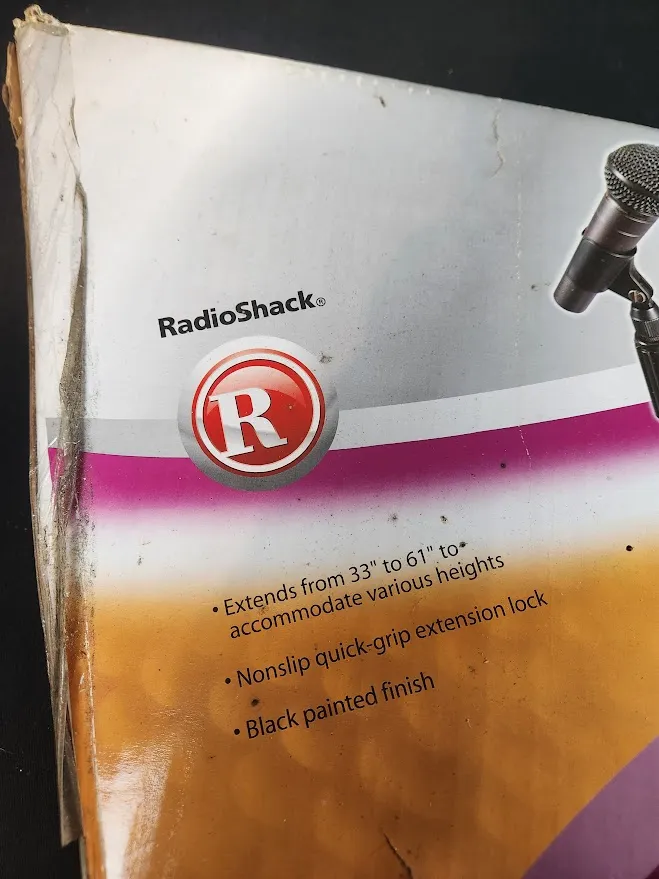 RadioShack®
R
• Extends from 33" to 61" to
accommodate various heights
• Nonslip quick-grip extension lock
• Black painted finish